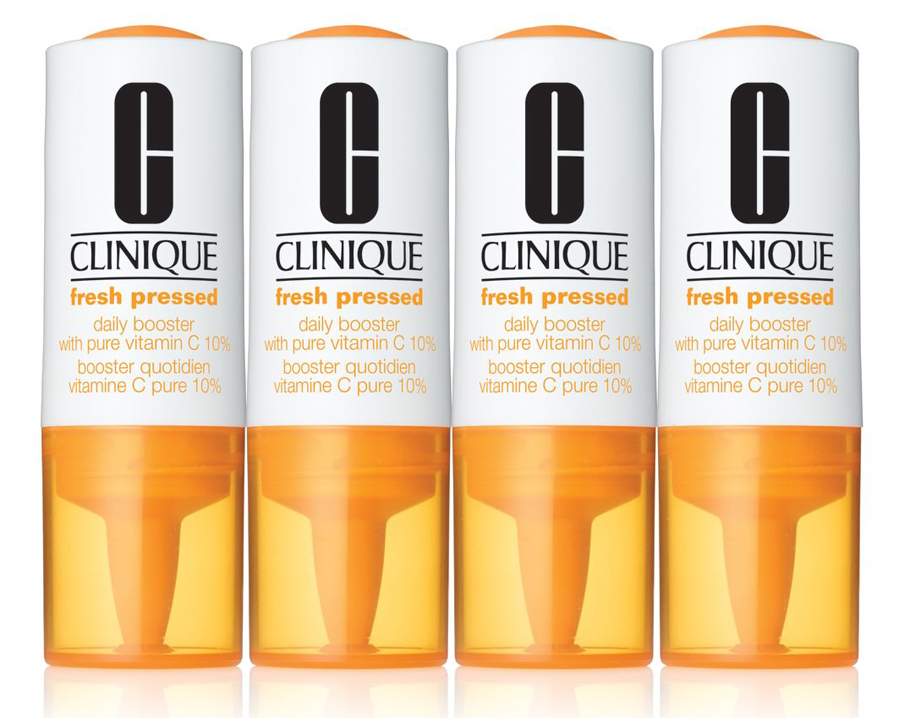 C
CLINIQUE
fresh pressed
daily booster
with pure vitamin C 10%
booster quotidien
vitamine C pure 10%
C
CLINIQUE
fresh pressed
daily booster
with pure vitamin C 10%
booster quotidien
vitamine C pure 10%
C
CLINIQUE
fresh pressed
daily booster
with pure vitamin C 10%
booster quotidien
vitamine C pure 10%
C
CLINIQUE
fresh pressed
daily booster
with pure vitamin C 10%
booster quotidien
vitamine C pure 10%